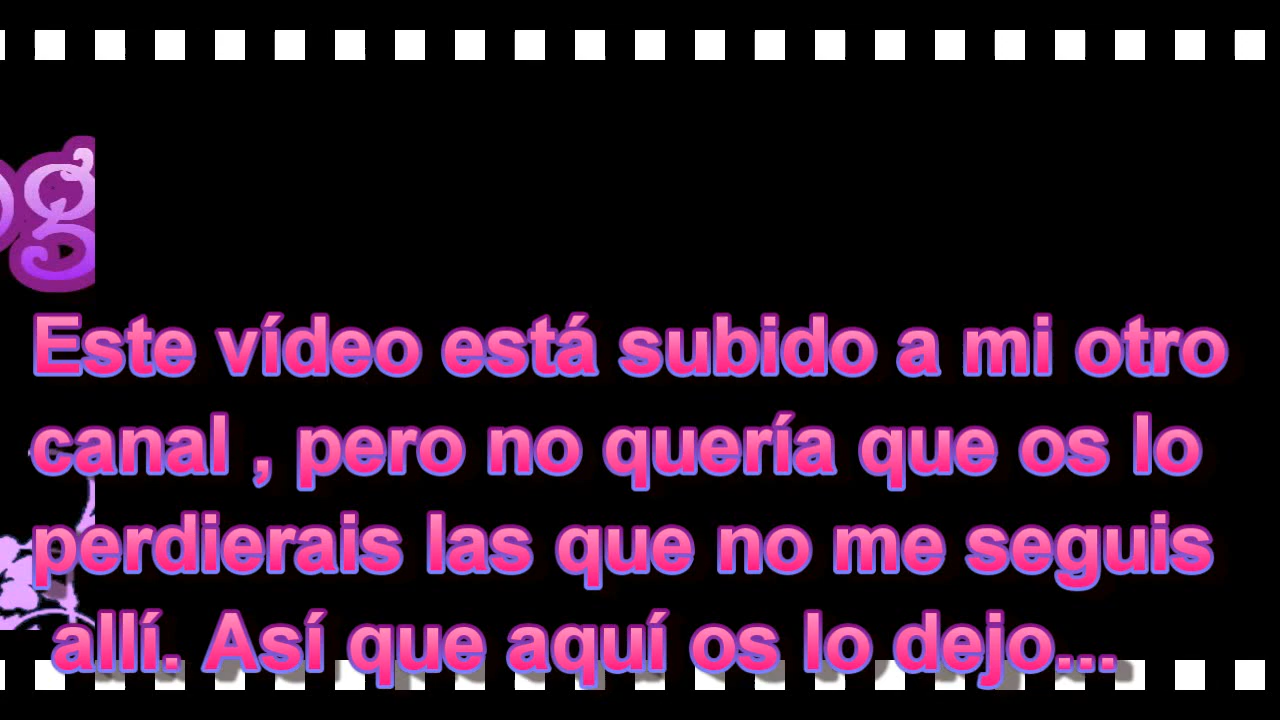 og
Este vídeo está subido a mi otro
canal , pero no quería que os lo
perdierais las que no me seguis
allí. Así que aquí os lo dejo...